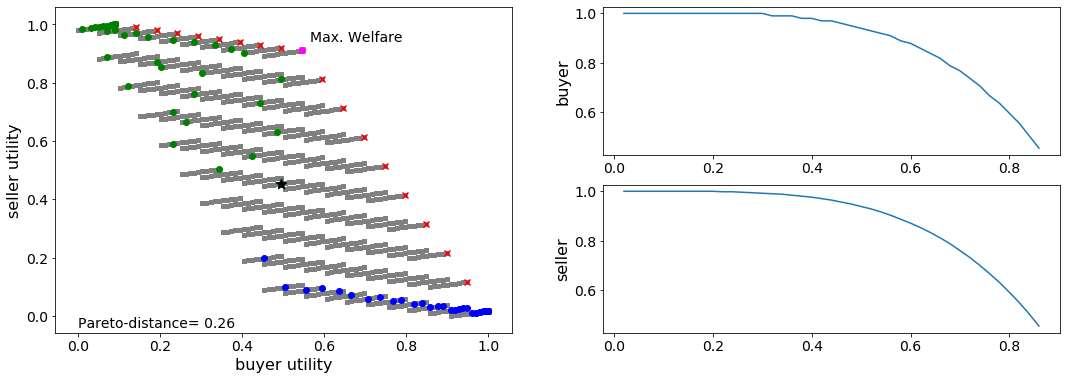 1.0
0.8
0.6
0.4
0.2
0.0
seller utility
Max. Welfare
Pareto-distance= 0.26
0.0 0.2 0.4 0.6 0.8 1.0
buyer utility
1.0
0.8
0.6
buyer
0.0 0.2 0.4 0.6 0.8
1.0
0.8
0.6
seller
0.0 0.2 0.4 0.6 0.8